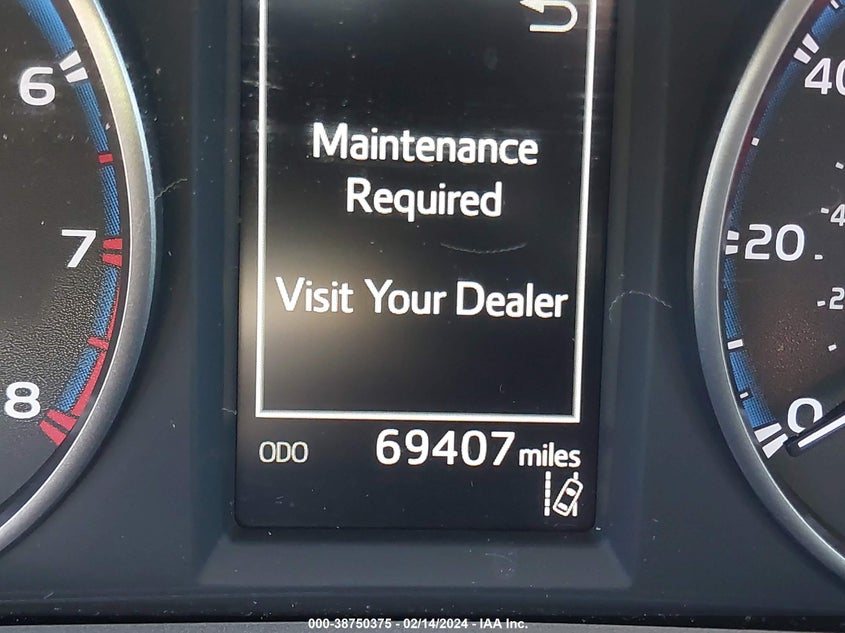 6
7
8
Maintenance
Required
Visit Your Dealer
ODO 69407 miles
20
0
000-38750375 - 02/14/2024 - IAA Inc.